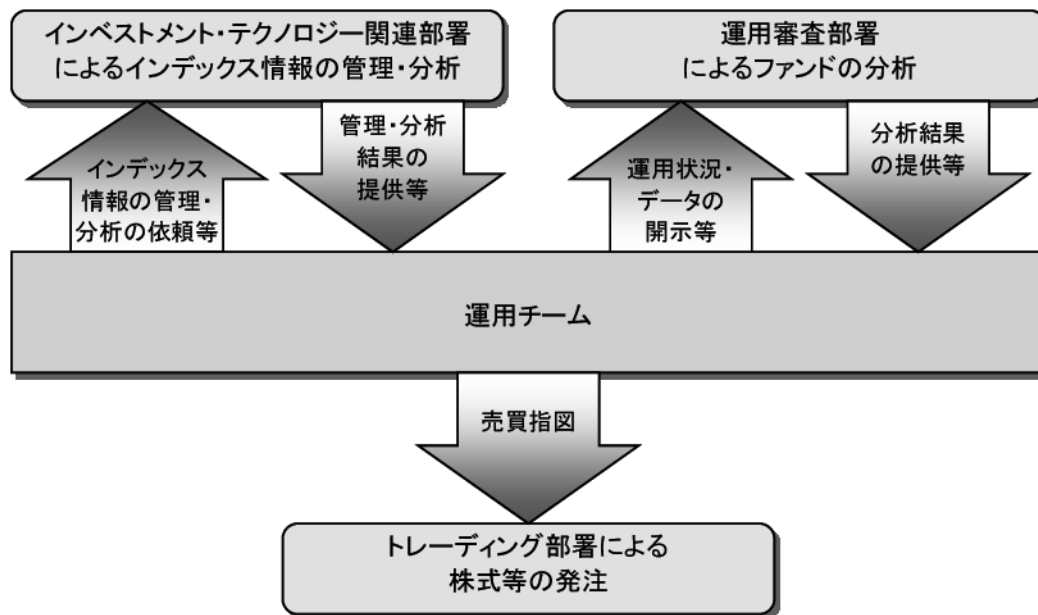 インベストメント・テクノロジー関連部署
によるインデックス情報の管理・分析
運用審査部署
によるファンドの分析
インデックス
情報の管理・
分析の依頼等
管理・分析
結果の
提供等
運用状況・
データの
開示等
分析結果
の提供等
運用チーム
売買指図
トレーディング部署による
株式等の発注